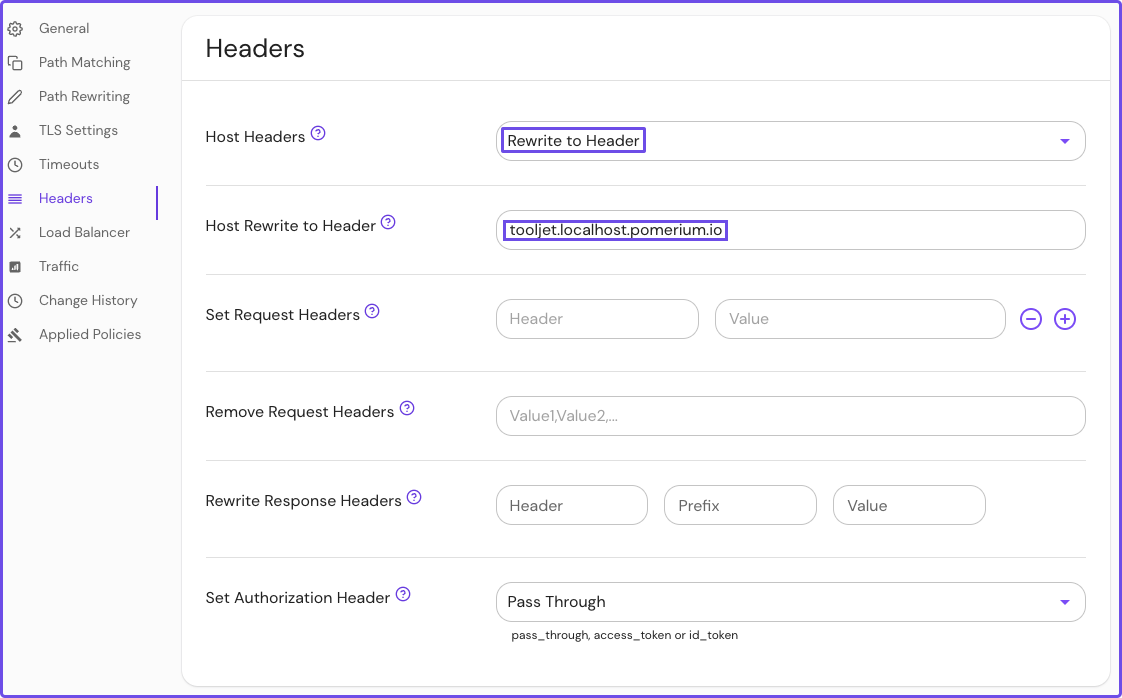 General
Path Matching
Path Rewriting
TLS Settings
Timeouts
Headers
Load Balancer
Traffic
Change History
Applied Policies
Headers
Host Headers ?
Rewrite to Header
Host Rewrite to Header ?
tooljet.localhost.pomerium.io
Set Request Headers ?
Header Value
Remove Request Headers ?
Value1,Value2,...
Rewrite Response Headers ?
Header Prefix Value
Set Authorization Header ?
Pass Through
pass_through, access_token or id_token